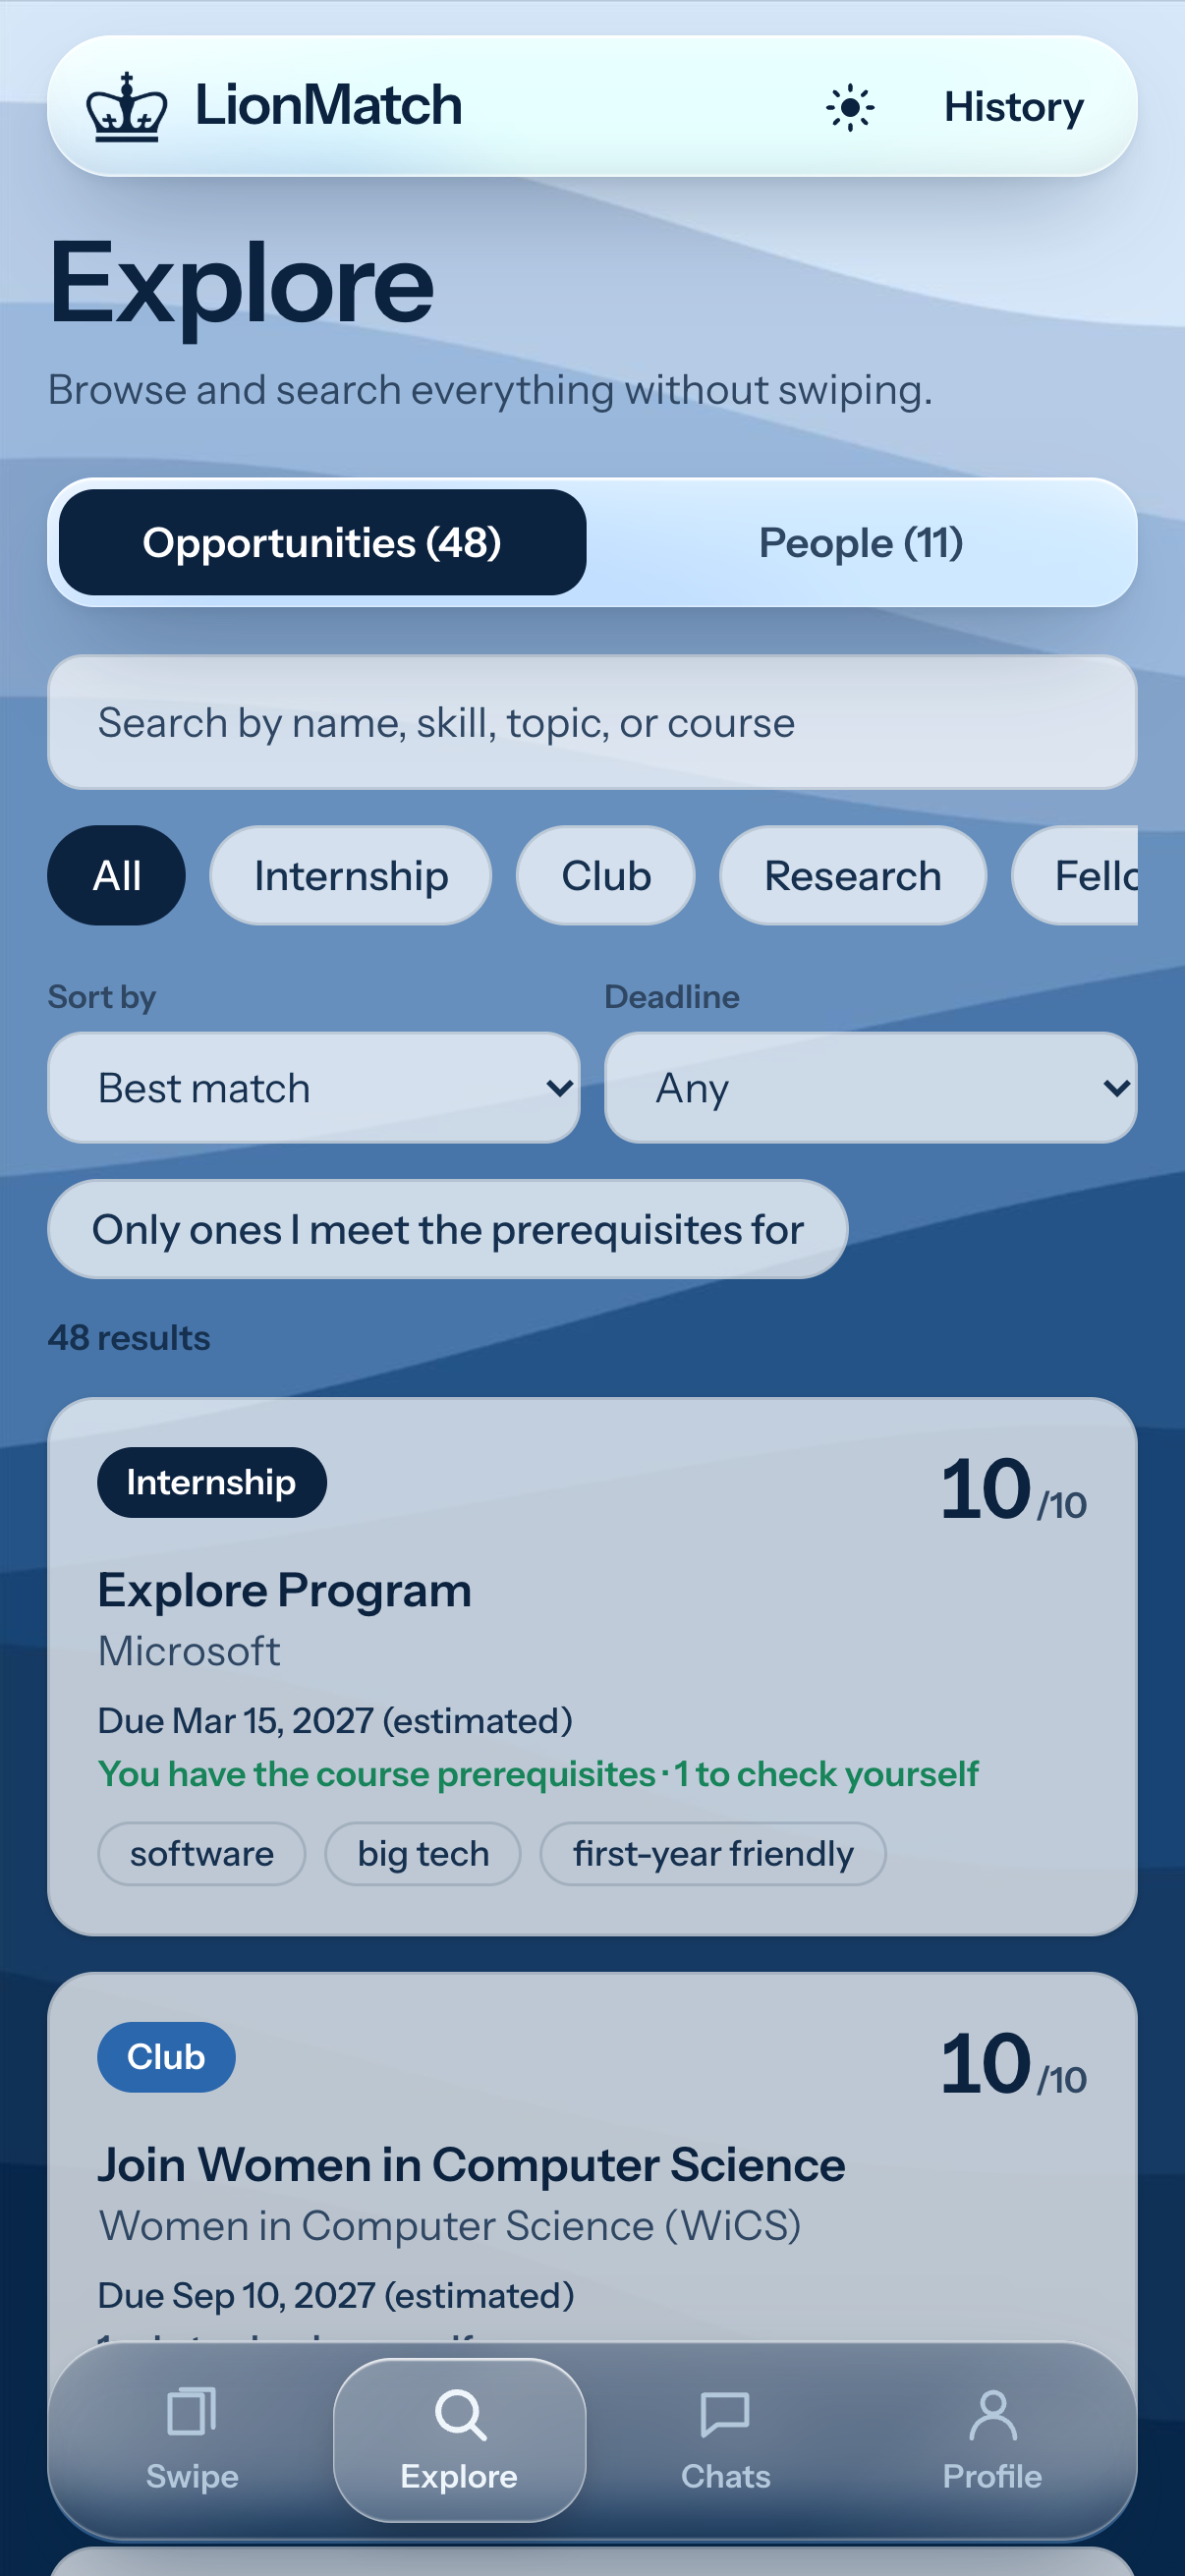 LionMatch
History
Explore
Browse and search everything without swiping.
Opportunities (48)
People (11)
Search by name, skill, topic, or course
All
Internship
Club
Research
Sort by
Deadline
Best match
Any
Only ones I meet the prerequisites for
48 results
Internship
10/10
Explore Program
Microsoft
Due Mar 15, 2027 (estimated)
You have the course prerequisites · 1 to check yourself
software
big tech
first-year friendly
Club
10/10
Join Women in Computer Science
Women in Computer Science (WiCS)
Due Sep 10, 2027 (estimated)
Swipe
Explore
Chats
Profile